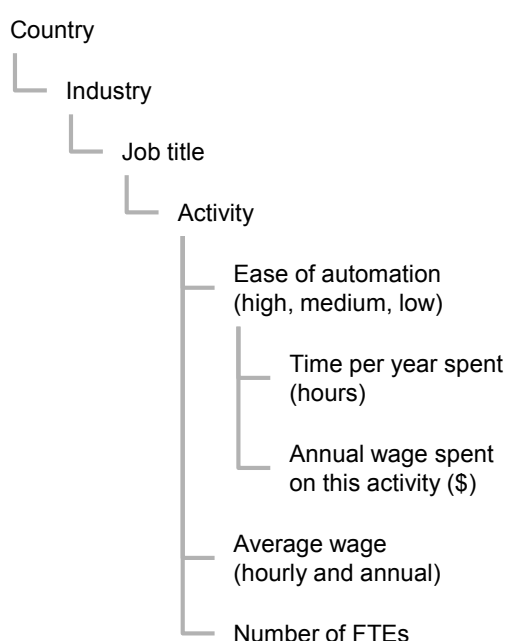 Country
Industry
Job title
Activity
Ease of automation
(high, medium, low)
Time per year spent
(hours)
Annual wage spent
on this activity ($)
Average wage
(hourly and annual)
Number of FTEs